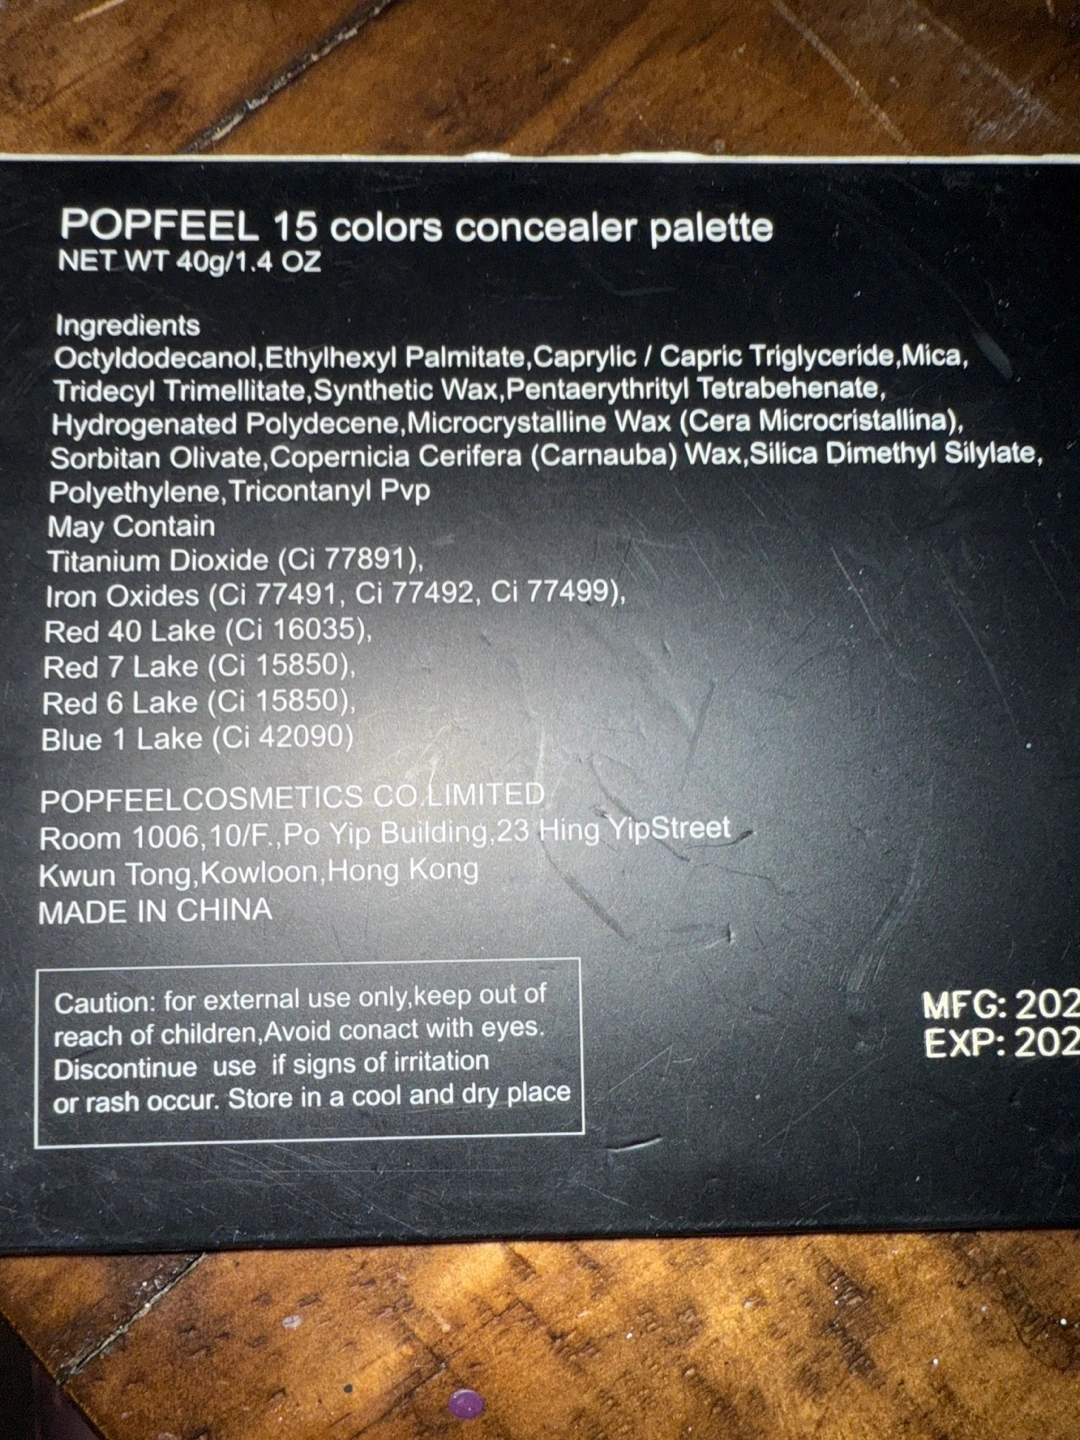 POPFEEL 15 colors concealer palette
NET WT 40g/1.4 OZ
Ingredients
Octyldodecanol,Ethylhexyl Palmitate,Caprylic / Capric Triglyceride,Mica,
Tridecyl Trimellitate,Synthetic Wax,Pentaerythrityl Tetrabehenate,
Hydrogenated Polydecene,Microcrystalline Wax (Cera Microcristallina),
Sorbitan Olivate,Copernicia Cerifera (Carnauba) Wax,Silica Dimethyl Silylate,
Polyethylene,Tricontanyl Pvp
May Contain
Titanium Dioxide (Ci 77891),
Iron Oxides (Ci 77491, Ci 77492, Ci 77499),
Red 40 Lake (Ci 16035),
Red 7 Lake (Ci 15850),
Red 6 Lake (Ci 15850),
Blue 1 Lake (Ci 42090)
POPFEELCOSMETICS CO.LIMITED
Room 1006,10/F.,Po Yip Building,23 Hing YipStreet
Kwun Tong,Kowloon,Hong Kong
MADE IN CHINA
Caution: for external use only,keep out of
reach of children,Avoid conact with eyes.
Discontinue use if signs of irritation
or rash occur. Store in a cool and dry place
MFG: 202
EXP: 202